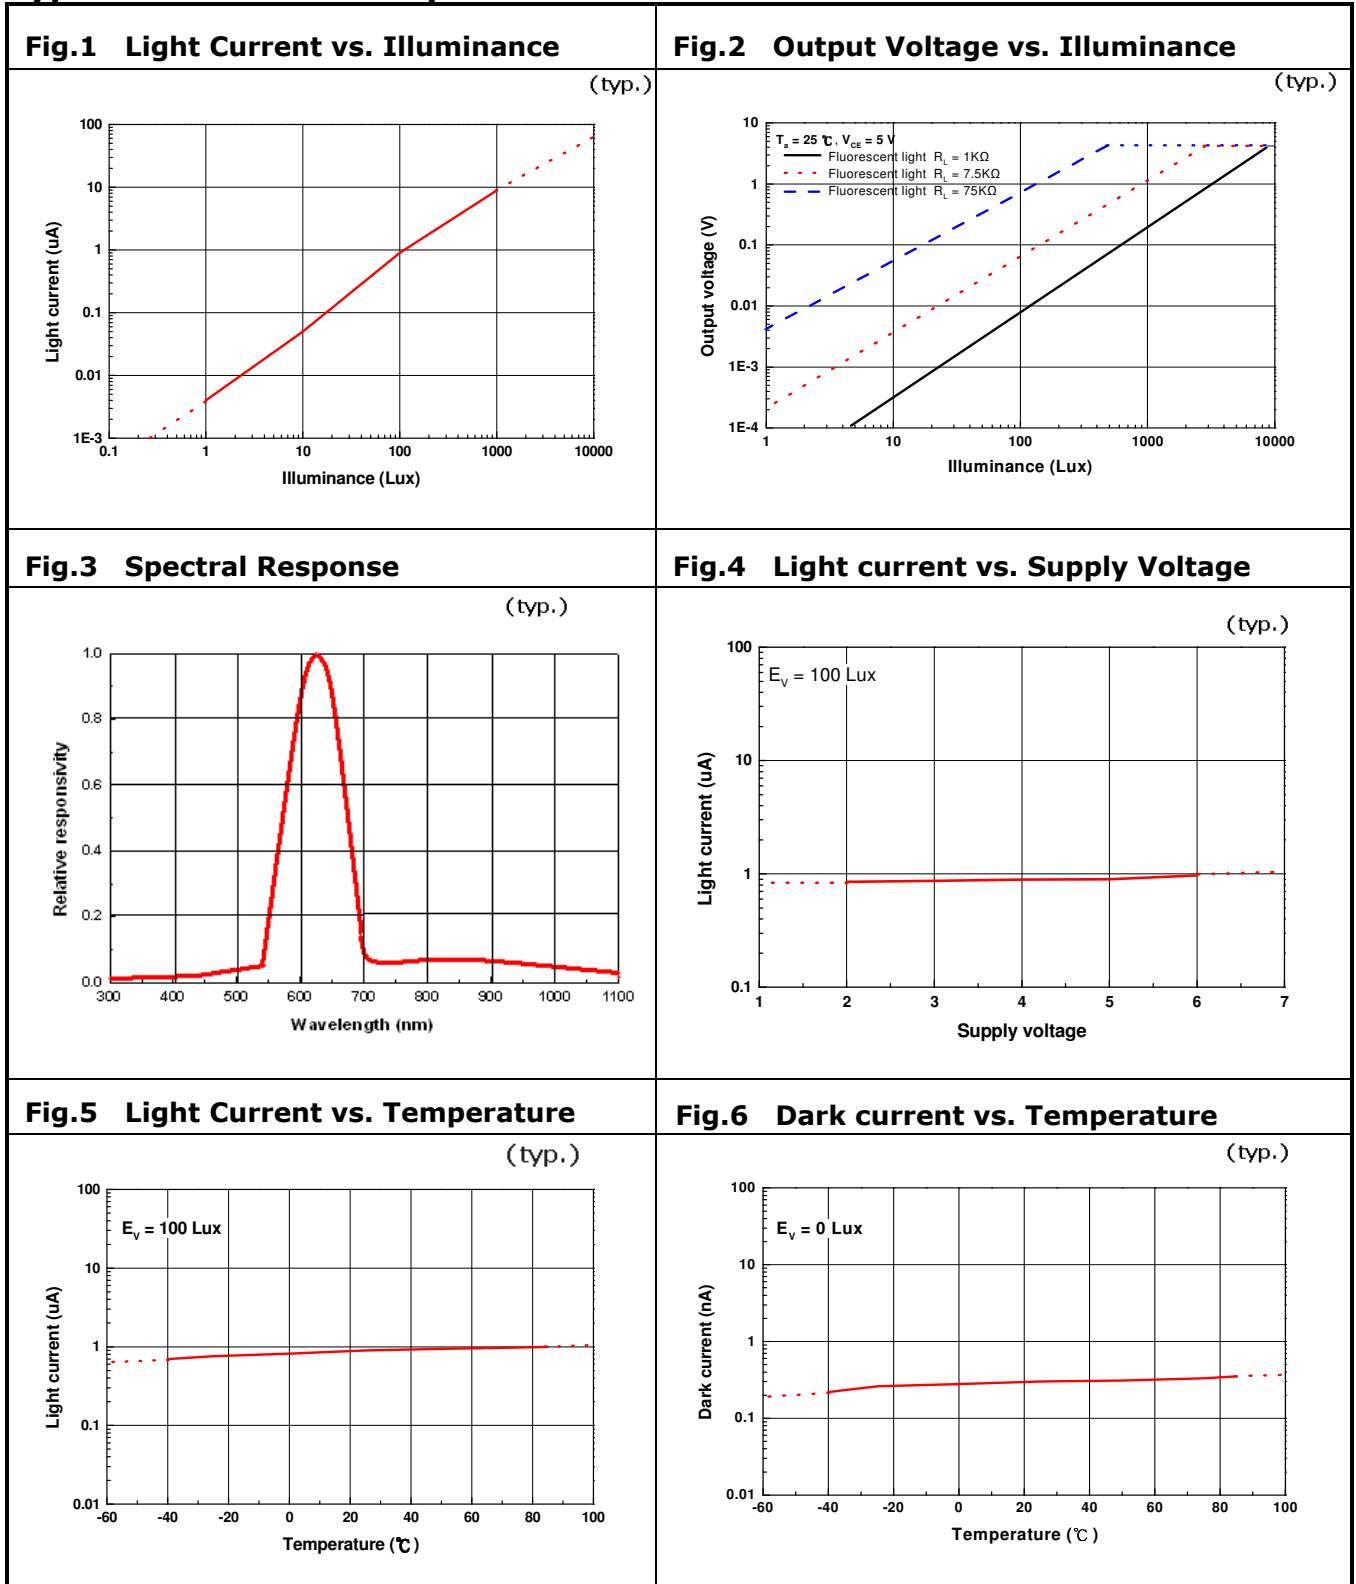 Fig.1 Light Current vs. Illuminance
(typ.)
100
10
1
0.1
0.01
1E-3
0.1 1 10 100 1000 10000
Light current (uA)
Illuminance (Lux)
Fig.2 Output Voltage vs. Illuminance
(typ.)
Ta = 25 ℃, VCE = 5 V
Fluorescent light RL = 1KΩ
Fluorescent light RL = 7.5KΩ
Fluorescent light RL = 75KΩ
10
1
0.1
0.01
1E-3
1E-4
1 10 100 1000 10000
Output voltage (V)
Illuminance (Lux)
Fig.3 Spectral Response
(typ.)
1.0
0.8
0.6
0.4
0.2
0.0
300 400 500 600 700 800 900 1000 1100
Relative responsivity
Wavelength (nm)
Fig.4 Light current vs. Supply Voltage
(typ.)
EV = 100 Lux
100
10
1
0.1
1 2 3 4 5 6 7
Light current (uA)
Supply voltage
Fig.5 Light Current vs. Temperature
(typ.)
EV = 100 Lux
100
10
1
0.1
0.01
-60 -40 -20 0 20 40 60 80 100
Light current (uA)
Temperature (℃)
Fig.6 Dark current vs. Temperature
(typ.)
EV = 0 Lux
100
10
1
0.1
0.01
-60 -40 -20 0 20 40 60 80 100
Dark current (nA)
Temperature (℃)